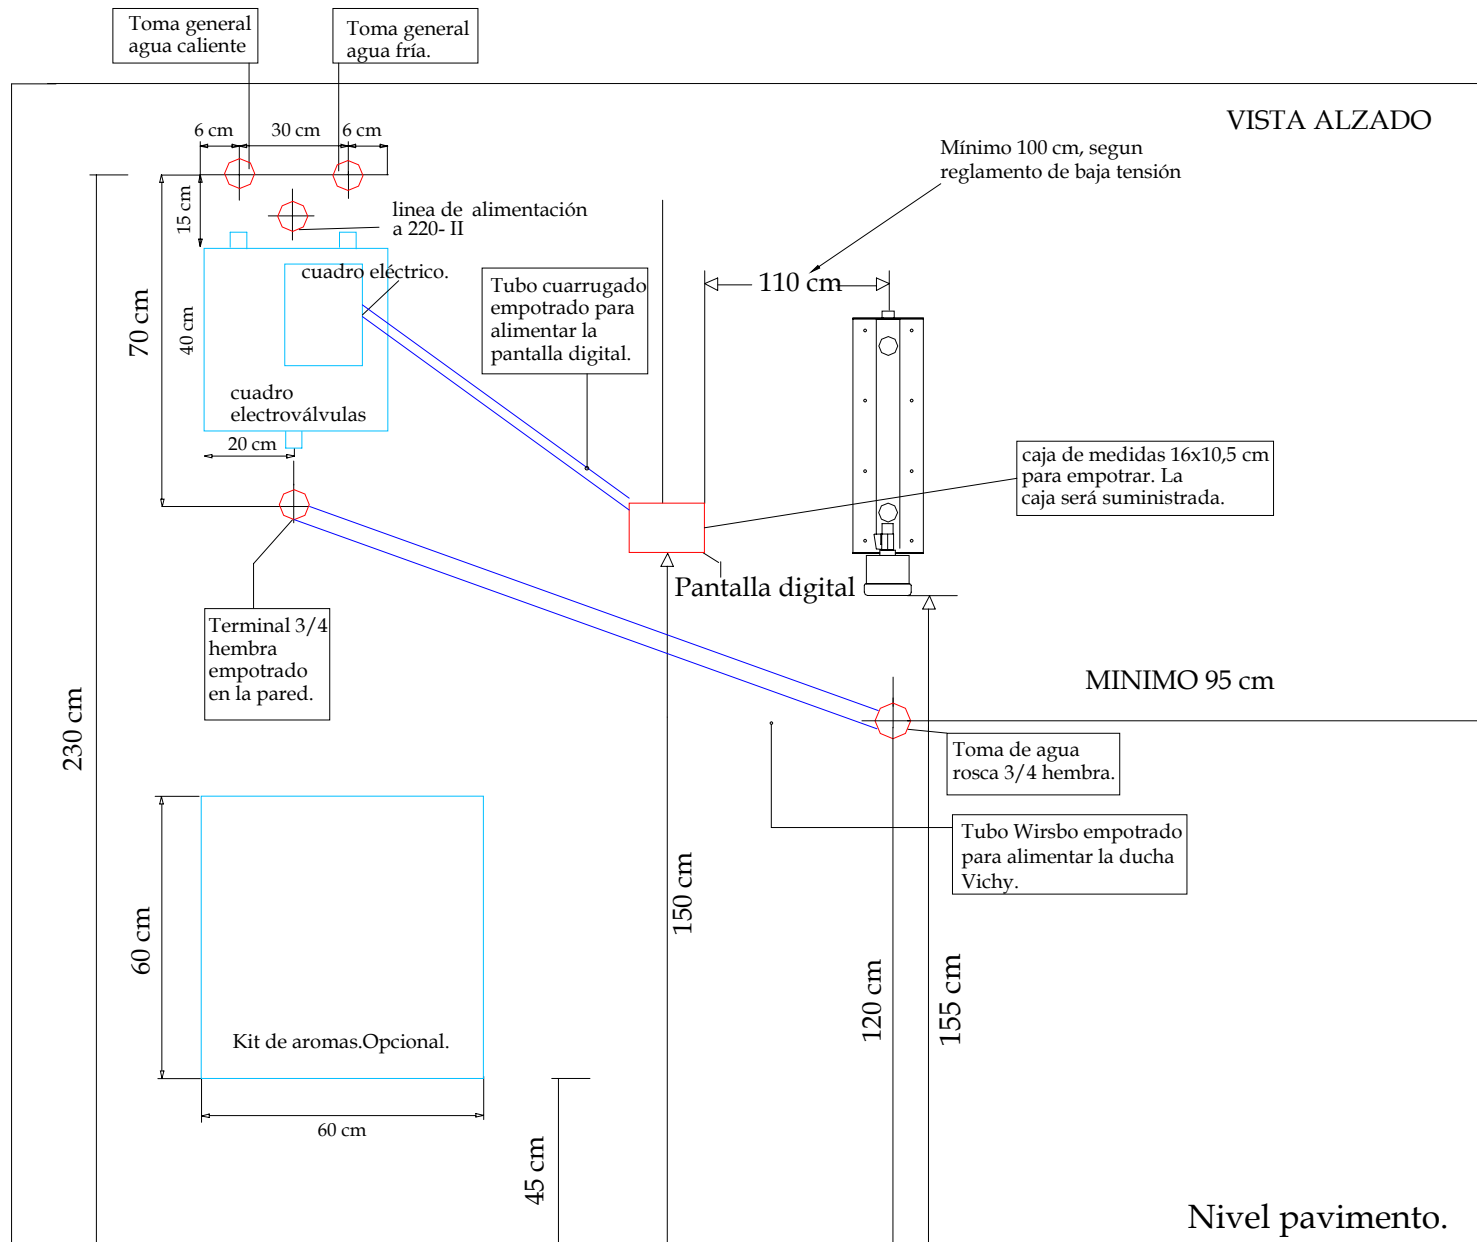 Toma general
agua caliente
Toma general
agua fría.
VISTA ALZADO
6 cm
30 cm
6 cm
Mínimo 100 cm, segun
reglamento de baja tensión
15 cm
linea de alimentación
a 220- II
cuadro eléctrico.
110 cm
Tubo cuarrugado
empotrado para
alimentar la
pantalla digital.
70 cm
40 cm
cuadro
electroválvulas
20 cm
caja de medidas 16x10,5 cm
para empotrar. La
caja será suministrada.
Pantalla digital
Terminal 3/4
hembra
empotrado
en la pared.
MINIMO 95 cm
230 cm
Toma de agua
rosca 3/4 hembra.
Tubo Wirsbo empotrado
para alimentar la ducha
Vichy.
150 cm
60 cm
120 cm
155 cm
Kit de aromas.Opcional.
60 cm
45 cm
Nivel pavimento.